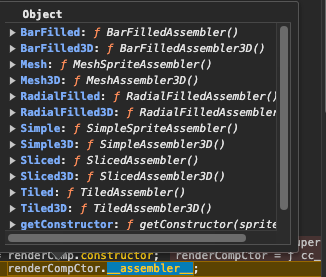 Object
▶ BarFilled: ƒ BarFilledAssembler()
▶ BarFilled3D: ƒ BarFilledAssembler3D()
▶ Mesh: ƒ MeshSpriteAssembler()
▶ Mesh3D: ƒ MeshAssembler3D()
▶ RadialFilled: ƒ RadialFilledAssembler()
▶ RadialFilled3D: ƒ RadialFilledAssembler
▶ Simple: ƒ SimpleSpriteAssembler()
▶ Simple3D: ƒ SimpleAssembler3D()
▶ Sliced: ƒ SlicedAssembler()
▶ Sliced3D: ƒ SlicedAssembler3D()
▶ Tiled: ƒ TiledAssembler()
▶ Tiled3D: ƒ TiledAssembler3D()
▶ getConstructor: ƒ getConstructor(sprite
uper
renderComp.constructor; renderCompCtor = ƒ cc_
renderCompCtor.__assembler__;